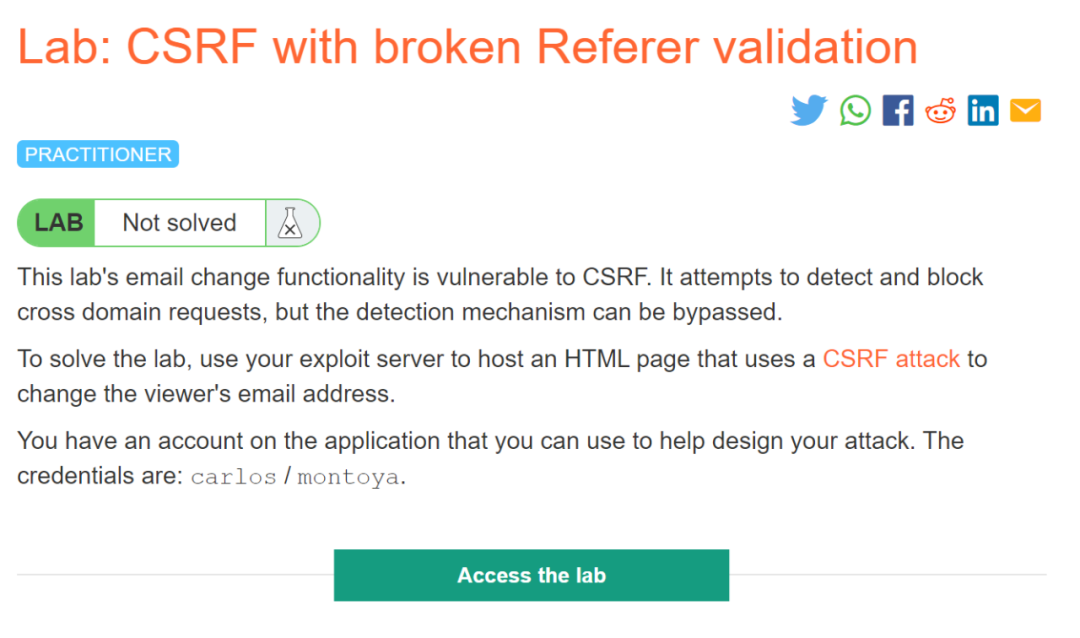 Lab: CSRF with broken Referer validation
PRACTITIONER
LAB Not solved
This lab's email change functionality is vulnerable to CSRF. It attempts to detect and block
cross domain requests, but the detection mechanism can be bypassed.
To solve the lab, use your exploit server to host an HTML page that uses a CSRF attack to
change the viewer's email address.
You have an account on the application that you can use to help design your attack. The
credentials are: carlos / montoya.
Access the lab